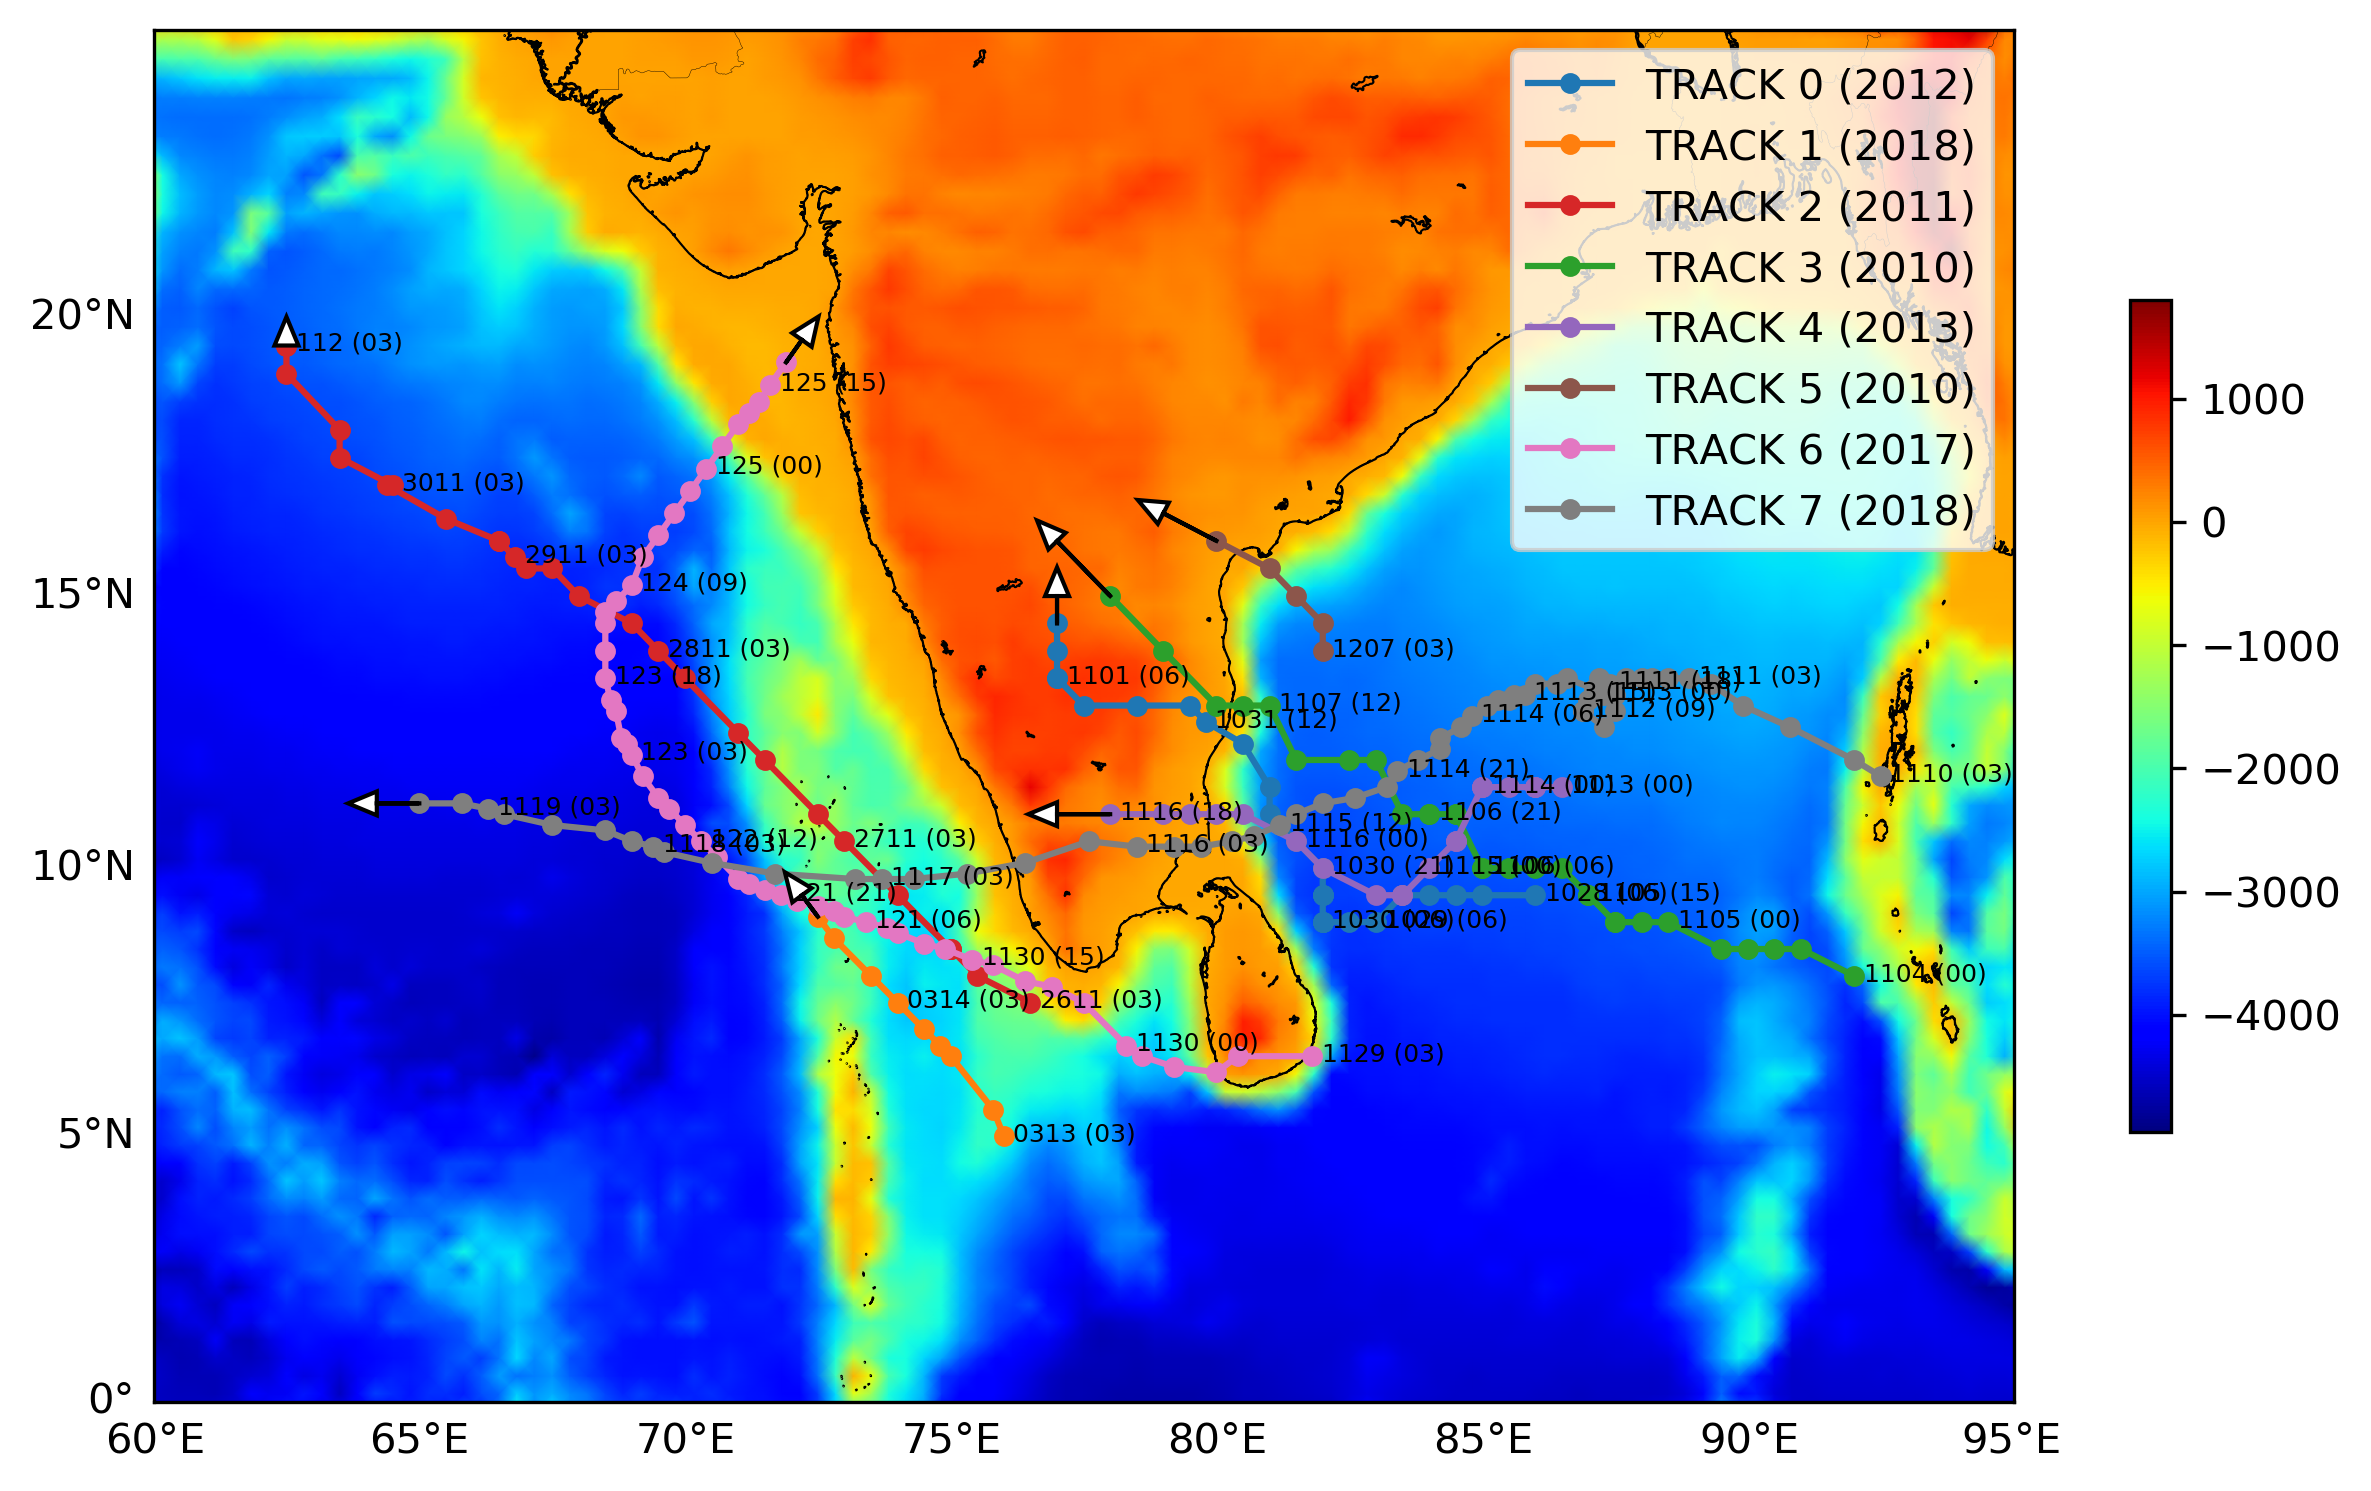 TRACK 0 (2012)
TRACK 1 (2018)
TRACK 2 (2011)
TRACK 3 (2010)
TRACK 4 (2013)
TRACK 5 (2010)
TRACK 6 (2017)
TRACK 7 (2018)
20°N
15°N
10°N
5°N
0°
60°E
65°E
70°E
75°E
80°E
85°E
90°E
95°E
1000
0
−1000
−2000
−3000
−4000
112 (03)
125 (15)
125 (00)
3011 (03)
2911 (03)
124 (09)
2811 (03)
123 (18)
123 (03)
1119 (03)
122 (12)
1118 (03)
2711 (03)
1117 (03)
121 (21)
121 (06)
1130 (15)
0314 (03)
2611 (03)
1130 (00)
1129 (03)
0313 (03)
1101 (06)
1031 (12)
1107 (12)
1207 (03)
1111 (03)
1111 (18)
1113 (15)
1113 (00)
1112 (09)
1114 (06)
1114 (21)
1110 (03)
1114 (00)
1113 (00)
1116 (18)
1115 (12)
1106 (21)
1116 (03)
1116 (00)
1030 (21)
1115 (06)
1106 (06)
1028 (06)
1105 (15)
1030 (06)
1029 (06)
1105 (00)
1104 (00)